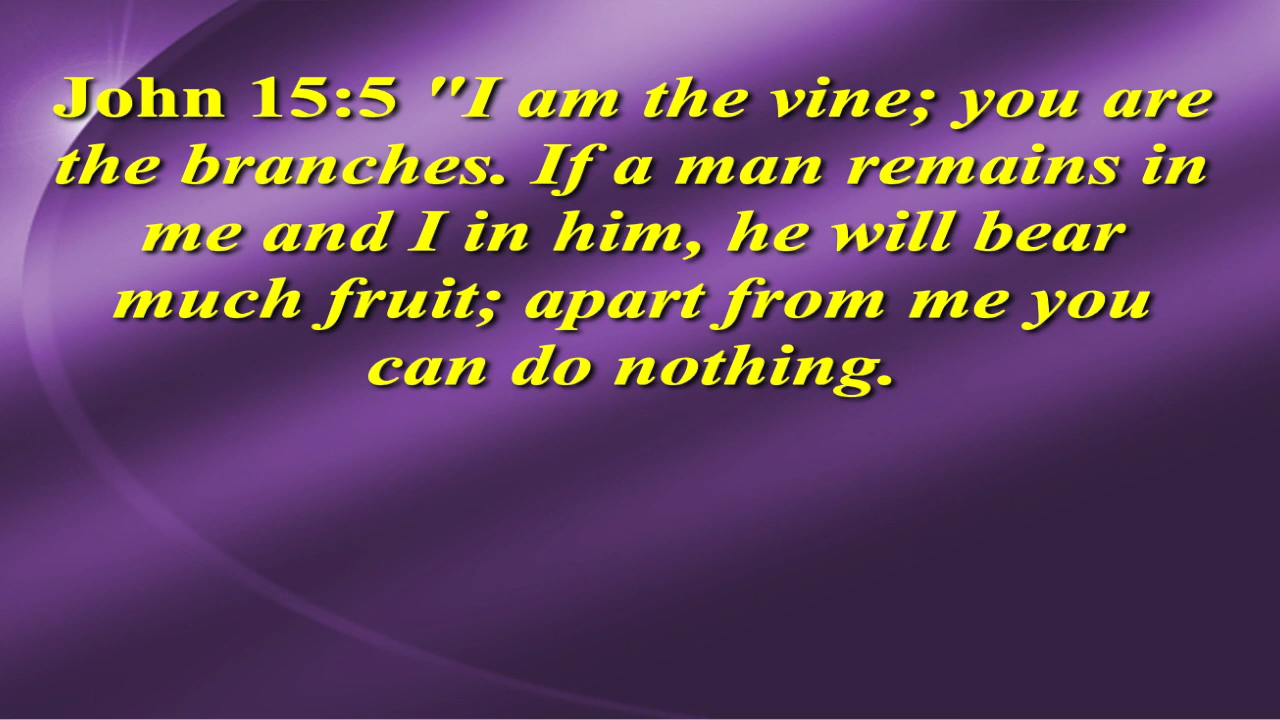 John 15:5 "I am the vine; you are
the branches. If a man remains in
me and I in him, he will bear
much fruit; apart from me you
can do nothing.